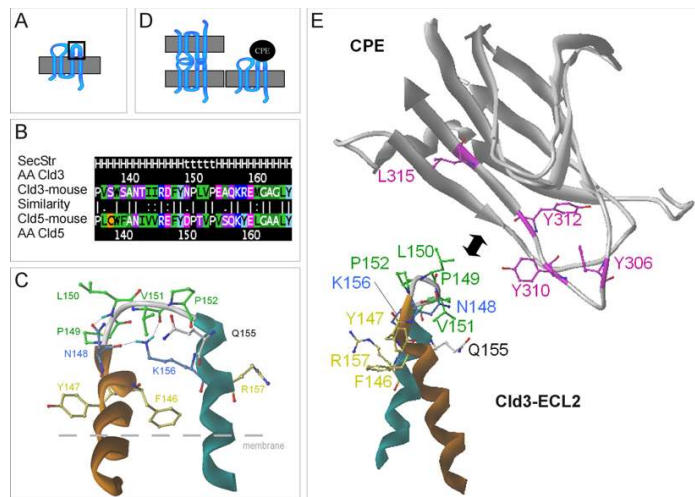 A
D
CPE
B
SecStr
AA Cld3 140 150 160
Cld3-mouse PVSWSANTIIRDFYNPLVPEAQKREMGAGLY
Similarity
Cld5-mouse PLQWFANIVVREFYDPTVPVSQKYELGAALY
AA Cld5 140 150 160
C
L150
V151
P152
P149
N148
Q155
K156
Y147
F146
R157
membrane
E
CPE
L315
Y312
Y306
Y310
L150
P152
P149
K156
N148
Y147
V151
Q155
R157
F146
Cld3-ECL2